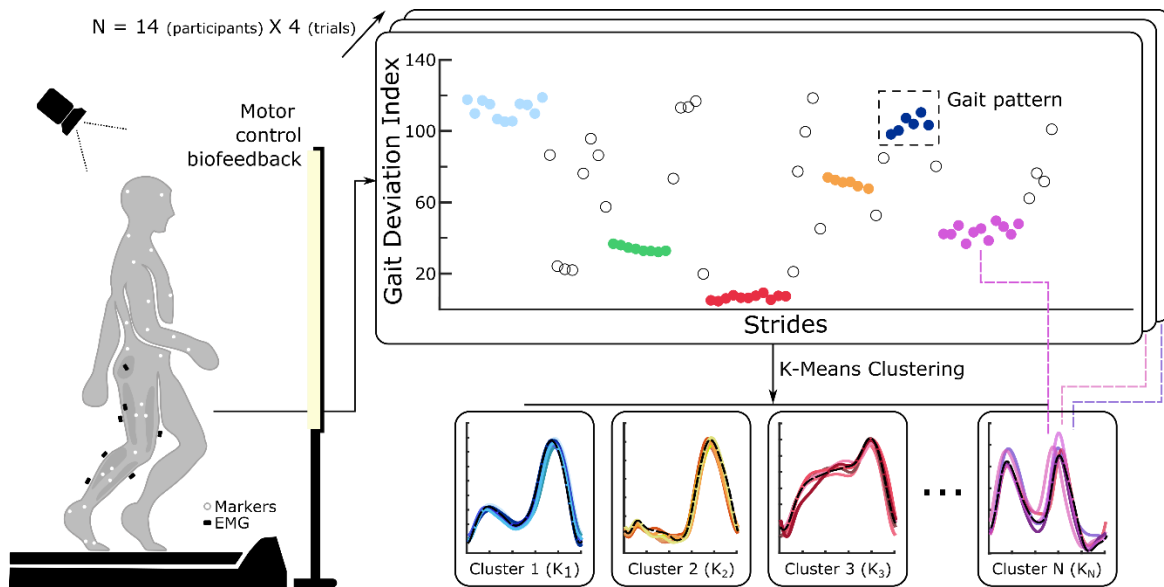 N = 14 (participants) X 4 (trials)
Motor
control
biofeedback
Markers
EMG
Gait Deviation Index
140
100
60
20
Gait pattern
Strides
K-Means Clustering
Cluster 1 (K1)
Cluster 2 (K2)
Cluster 3 (K3)
...
Cluster N (KN)